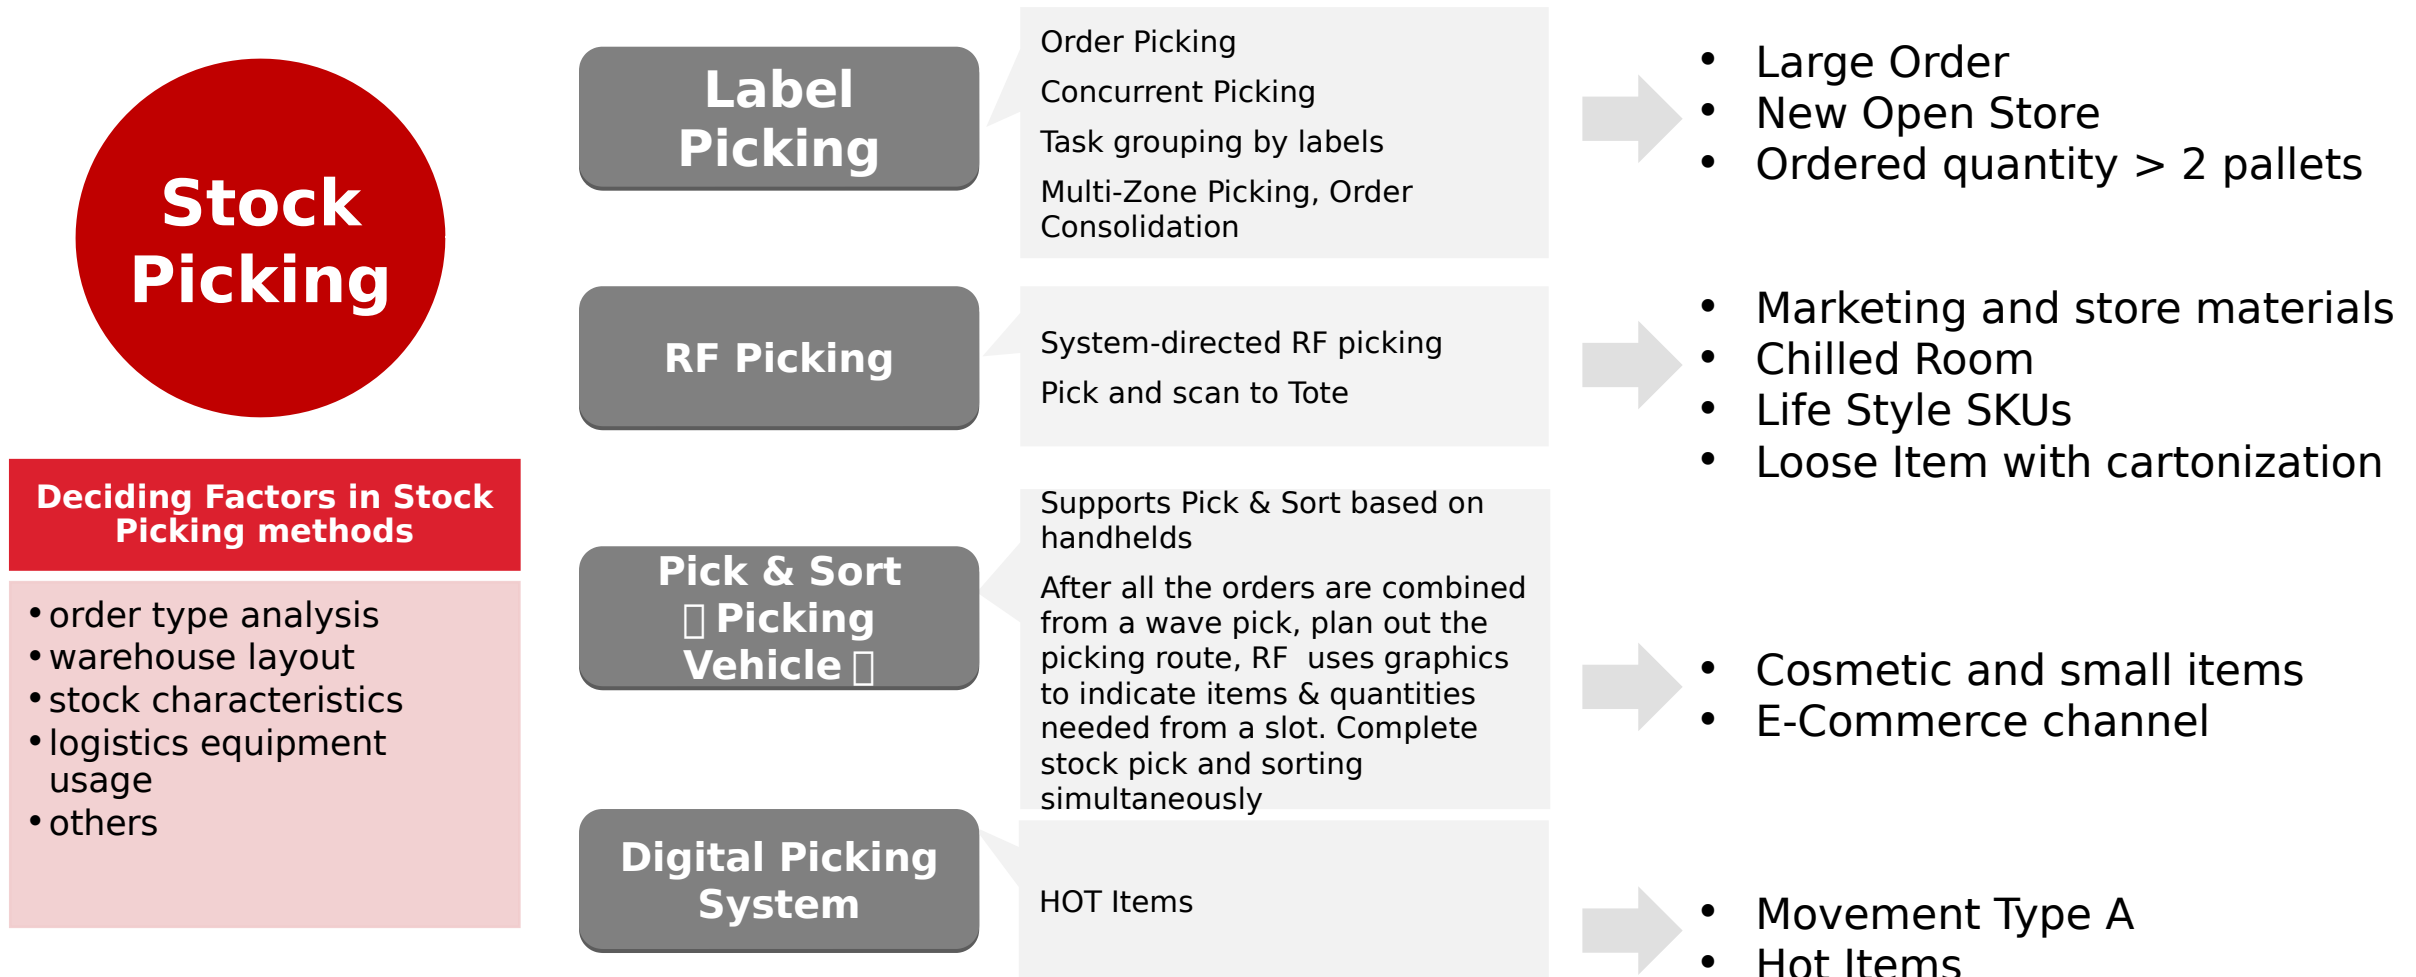 Stock
Picking
Deciding Factors in Stock
Picking methods
• order type analysis
• warehouse layout
• stock characteristics
• logistics equipment
usage
• others
Label
Picking
Order Picking
Concurrent Picking
Task grouping by labels
Multi-Zone Picking, Order
Consolidation
• Large Order
• New Open Store
• Ordered quantity > 2 pallets
RF Picking
System-directed RF picking
Pick and scan to Tote
• Marketing and store materials
• Chilled Room
• Life Style SKUs
• Loose Item with cartonization
Pick & Sort
Picking
Vehicle
Supports Pick & Sort based on
handhelds
After all the orders are combined
from a wave pick, plan out the
picking route, RF  uses graphics
to indicate items & quantities
needed from a slot. Complete
stock pick and sorting
simultaneously
• Cosmetic and small items
• E-Commerce channel
Digital Picking
System
HOT Items
• Movement Type A
• Hot Items